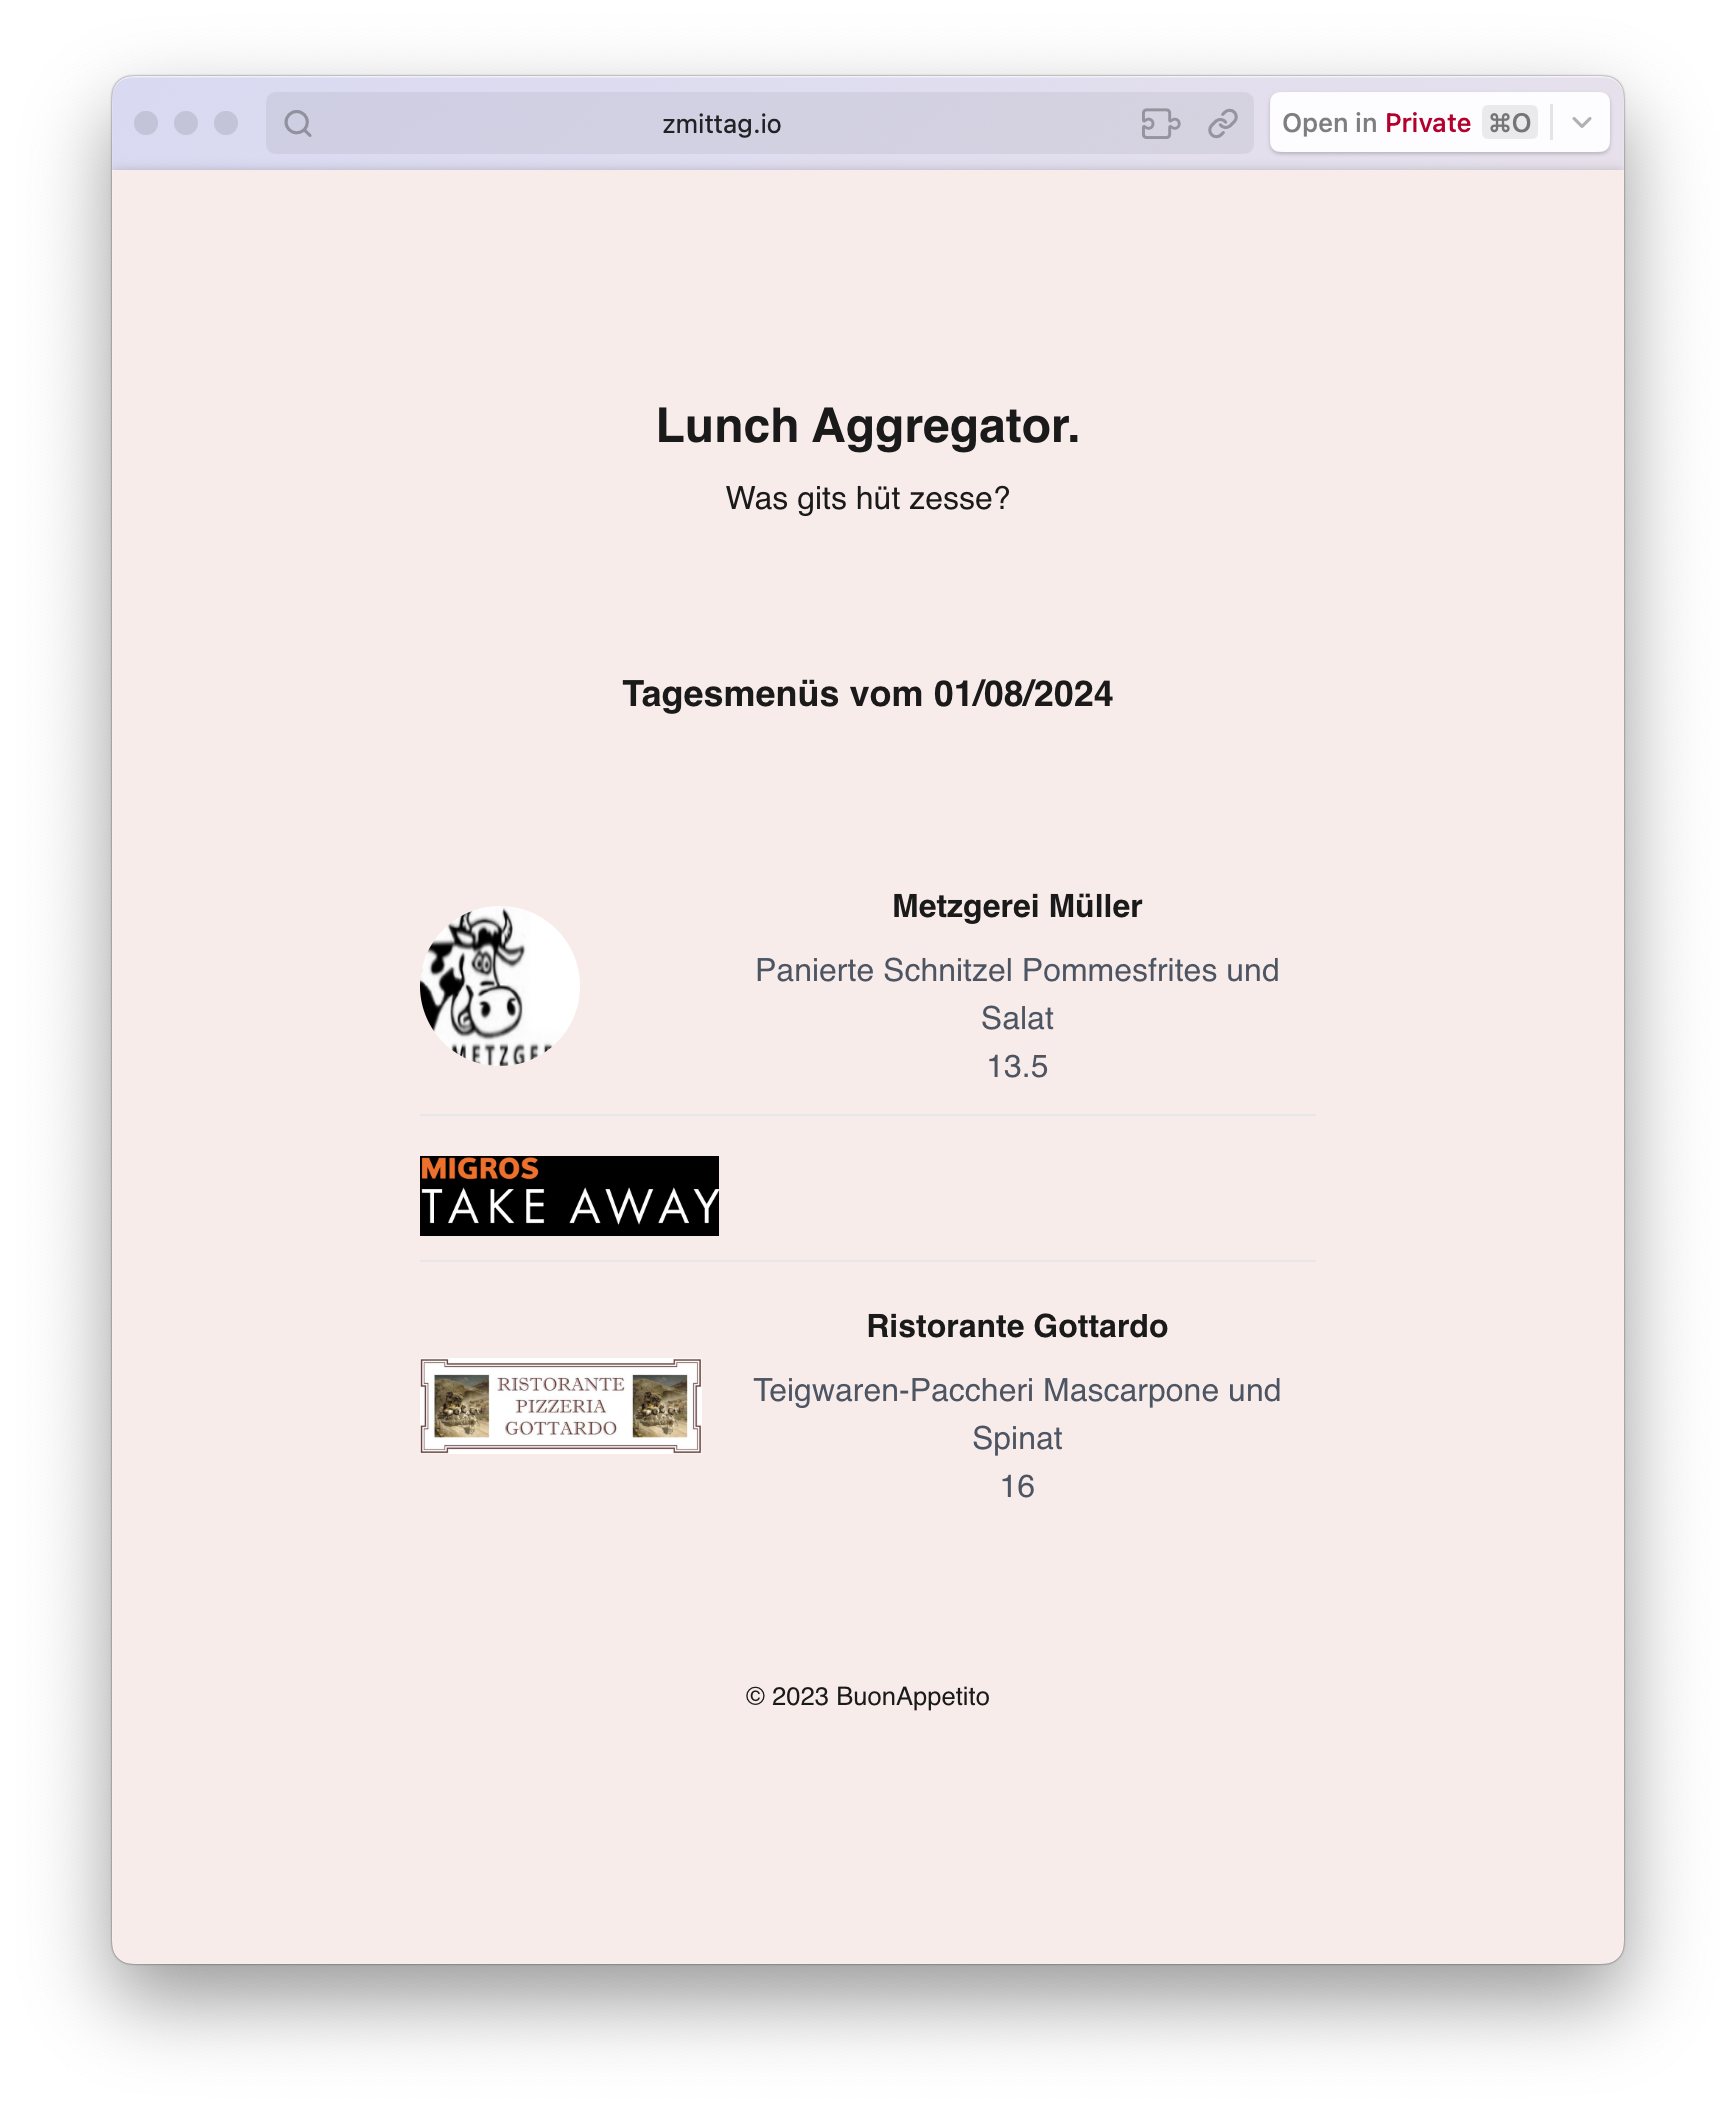 zmittag.io
Open in Private ⌘O
Lunch Aggregator.
Was gits hüt zesse?
Tagesmenüs vom 01/08/2024
Metzgerei Müller
Panierte Schnitzel Pommesfrites und
Salat
13.5
MIGROS
TAKE AWAY
Ristorante Gottardo
RISTORANTE
PIZZERIA
GOTTARDO
Teigwaren-Paccheri Mascarpone und
Spinat
16
© 2023 BuonAppetito